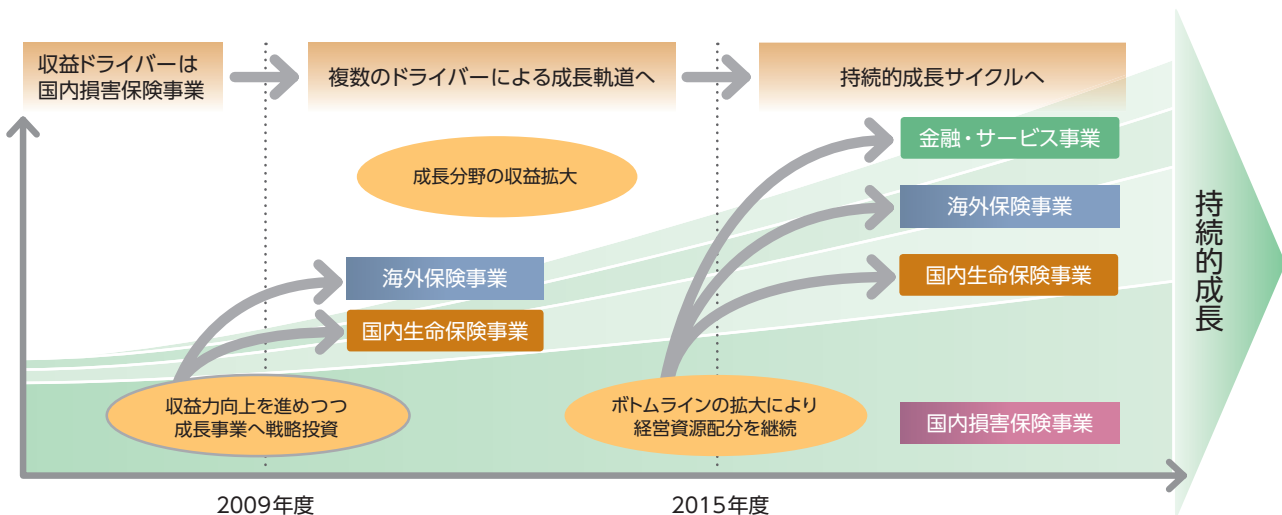 収益ドライバーは
国内損害保険事業
複数のドライバーによる成長軌道へ
持続的成長サイクルへ
金融・サービス事業
成長分野の収益拡大
海外保険事業
国内生命保険事業
海外保険事業
国内生命保険事業
持続的成長
収益力向上を進めつつ
成長事業へ戦略投資
ボトムラインの拡大により
経営資源配分を継続
国内損害保険事業
2009年度
2015年度